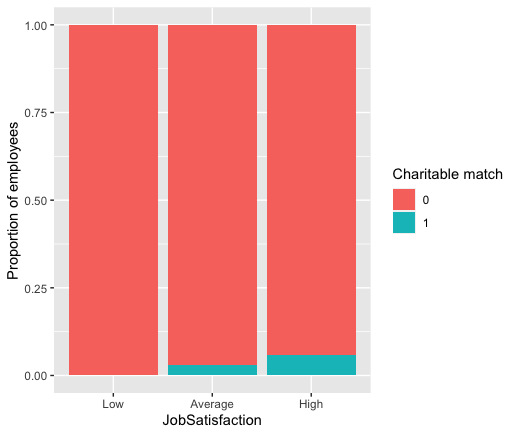 1.00
0.75
0.50
0.25
0.00
Proportion of employees
Low Average High
JobSatisfaction
Charitable match
0
1